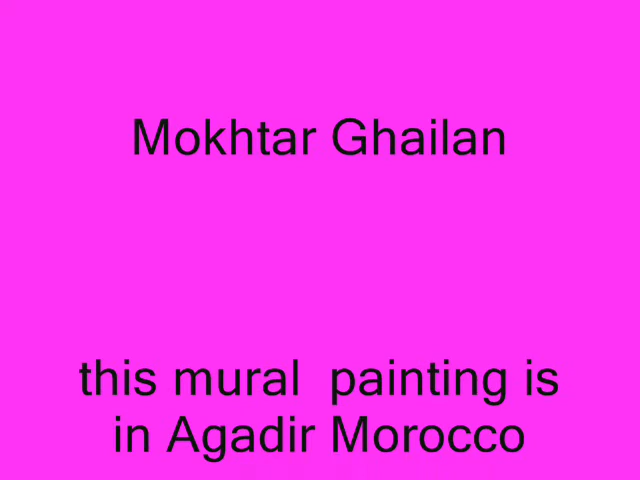 Mokhtar Ghailan
this mural  painting is
in Agadir Morocco